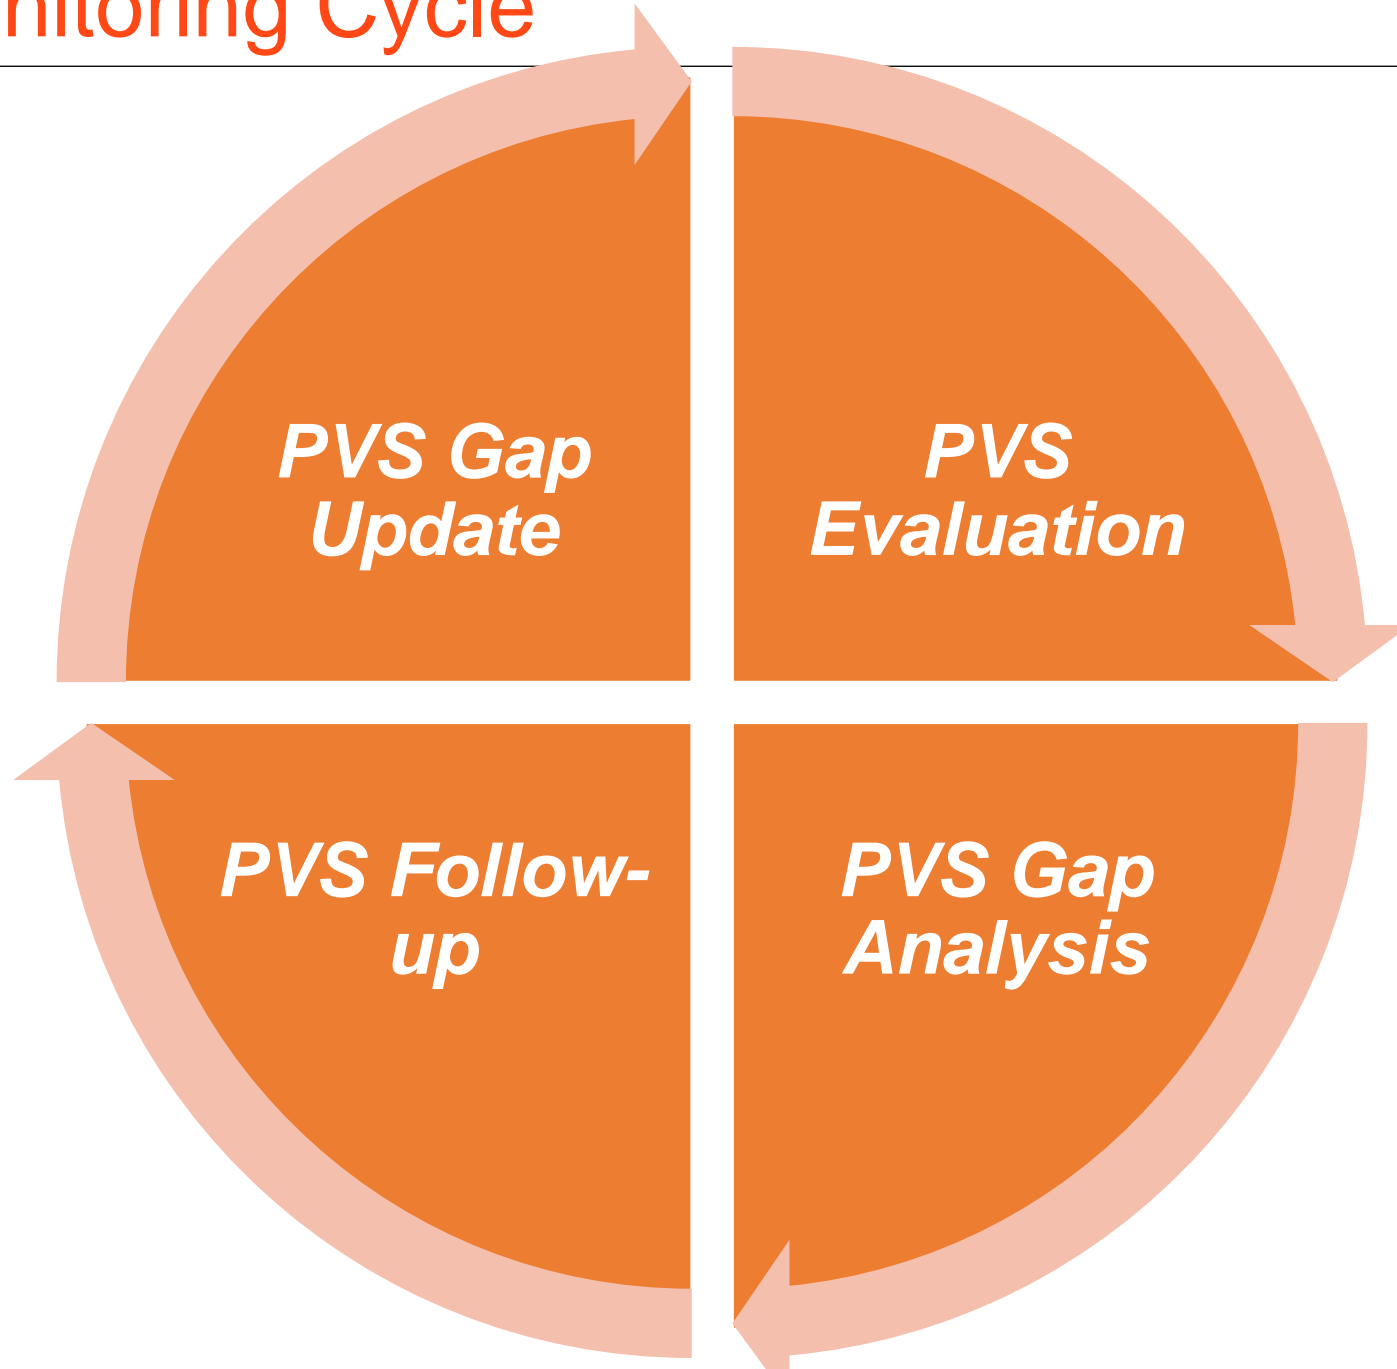 nitoring Cycle
PVS Gap
Update
PVS
Evaluation
PVS Follow-
up
PVS Gap
Analysis